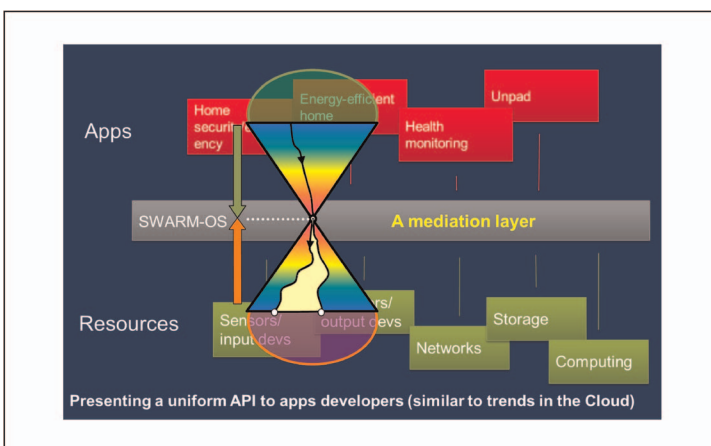 Apps
Home
security/e
ency
Energy-efficient
home
Health
monitoring
Unpad
SWARM-OS
A mediation layer
Resources
Sensors/
input devs
rs/
output devs
Networks
Storage
Computing
Presenting a uniform API to apps developers (similar to trends in the Cloud)